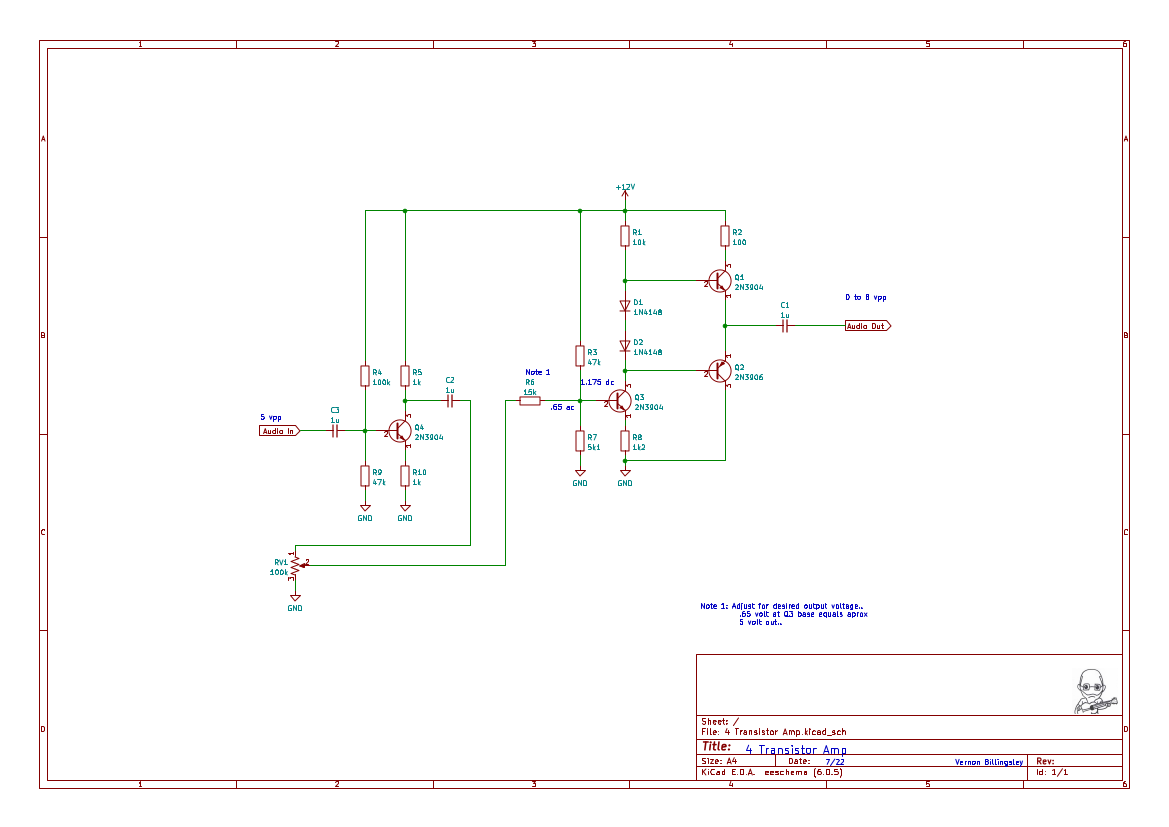 1 2 3 4 5 6
A A
+12V
R1
10k
R2
100
Q1
2N3904
D1
1N4148
0 to 8 vpp
C1
1u
Audio Out
B B
D2
1N4148
R3
47k
Q2
2N3906
R4
100k
R5
1k
C2
1u
Note 1
R6
15k
1.175 dc
.65 ac
Q3
2N3904
5 vpp
C3
1u
Audio In
Q4
2N3904
R7
5k1
R8
1k2
R9
47k
R10
1k
GND
GND
GND
GND
C C
RV1
100k
GND
Note 1: Adjust for desired output voltage..
.65 volt at Q3 base equals aprox
5 volt out..
D D
Sheet: /
File: 4 Transistor Amp.kicad_sch
Title: 4 Transistor Amp
Size: A4 Date: 7/22 Vernon Billingsley Rev:
KiCad E.D.A. eeschema (6.0.5) Id: 1/1
1 2 3 4 5 6